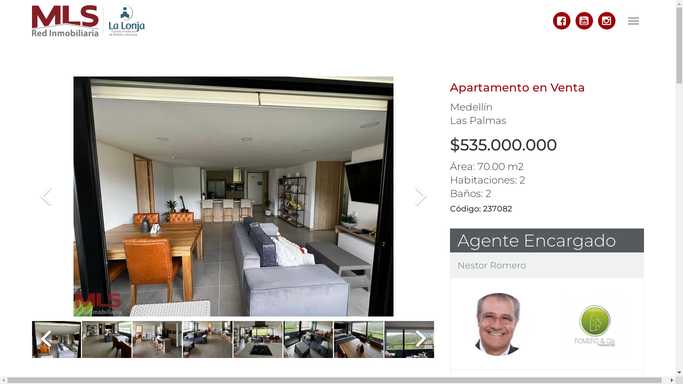 MLS
Red Inmobiliaria
La Lonja
Apartamento en Venta
Medellín
Las Palmas
$535.000.000
Área: 70.00 m2
Habitaciones: 2
Baños: 2
Código: 237082
Agente Encargado
Nestor Romero
MLS
ROMERO & Cía